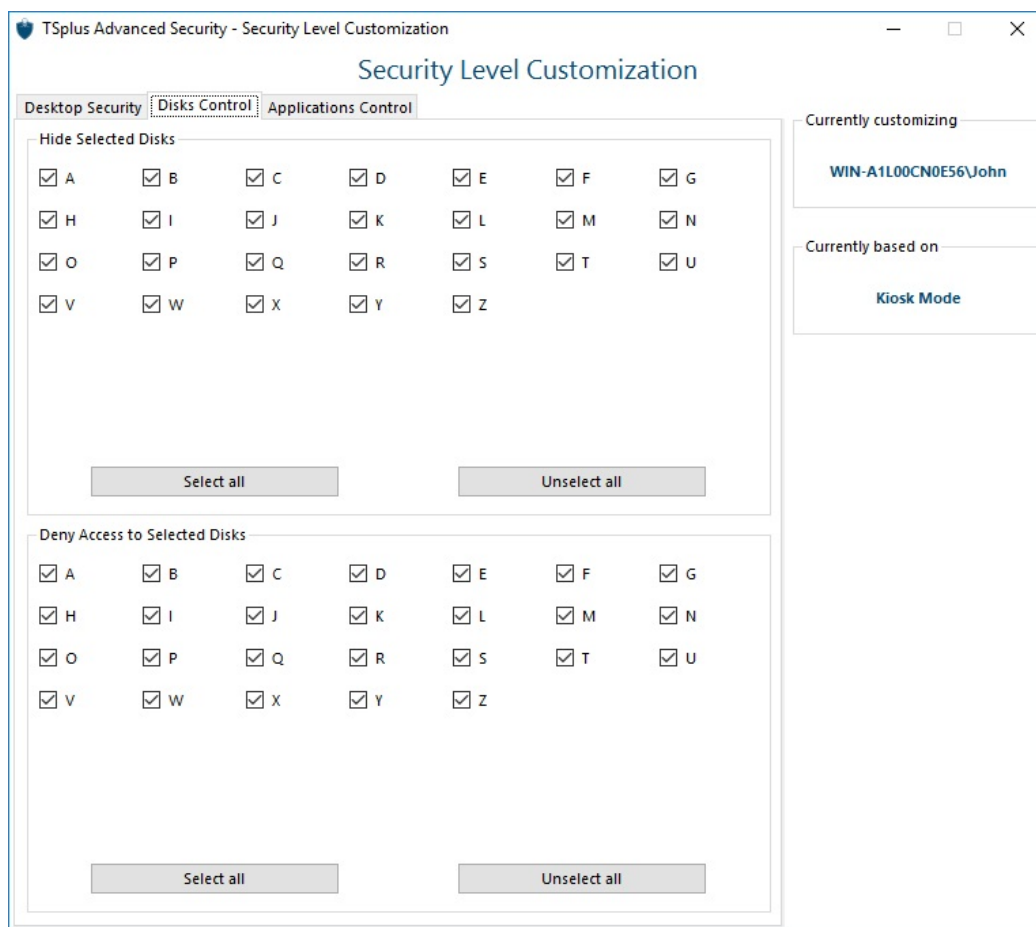 TSplus Advanced Security - Security Level Customization
Security Level Customization
Desktop Security Disks Control Applications Control
Hide Selected Disks
A B C D E F G
H I J K L M N
O P Q R S T U
V W X Y Z
Select all Unselect all
Deny Access to Selected Disks
A B C D E F G
H I J K L M N
O P Q R S T U
V W X Y Z
Select all Unselect all
Currently customizing
WIN-A1L00CN0E56\John
Currently based on
Kiosk Mode